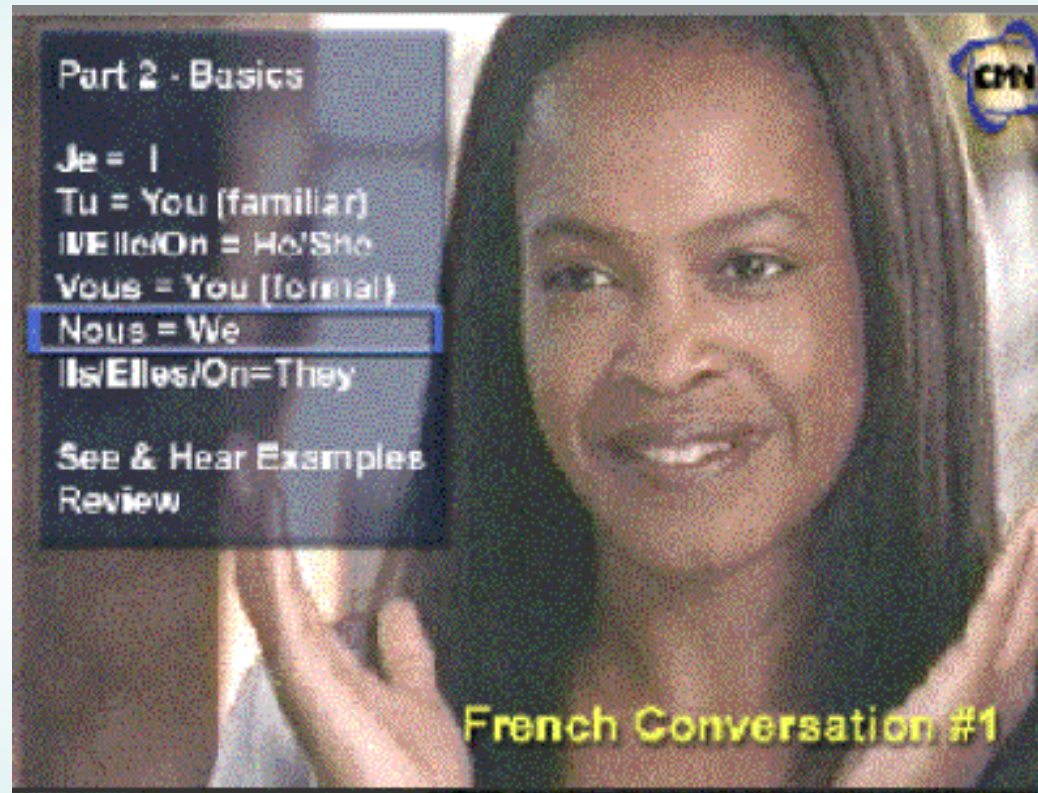 Part 2 - Basics
Je = I
Tu = You (familiar)
Il/Elle/On = He/She
Vous = You (formal)
Nous = We
Ils/Elles/On=They
See & Hear Examples
Review
CMN
French Conversation #1